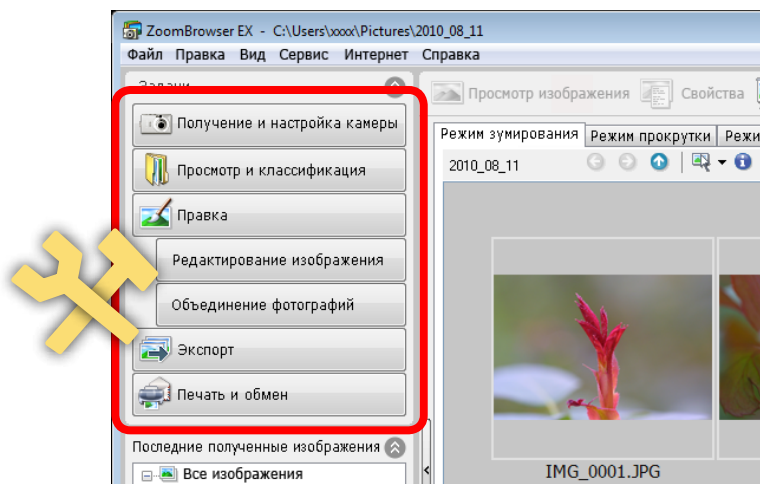 ZoomBrowser EX - C:\Users\xxxx\Pictures\2010_08_11
Файл Правка Вид Сервис Интернет Справка
Задачи
Получение и настройка камеры
Просмотр и классификация
Правка
Редактирование изображения
Объединение фотографий
Экспорт
Печать и обмен
Последние полученные изображения
Все изображения
Просмотр изображения Свойства
Режим зумирования Режим прокрутки Режи
2010_08_11
IMG_0001.JPG